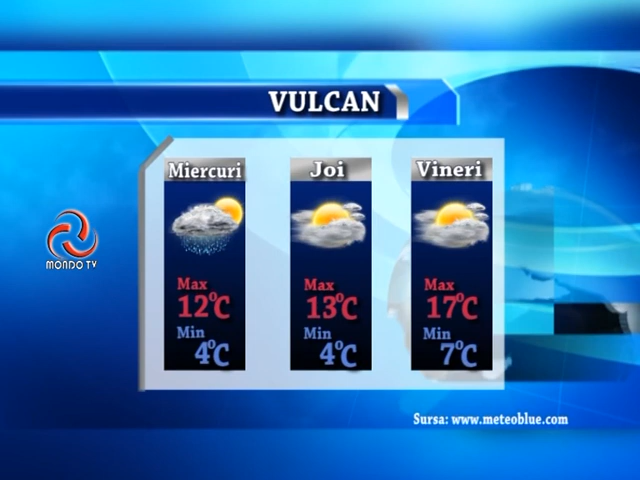 VULCAN
Miercuri
Joi
Vineri
Max
12°C
Min
4°C
Max
13°C
Min
4°C
Max
17°C
Min
7°C
MONDO TV
Sursa: www.meteoblue.com